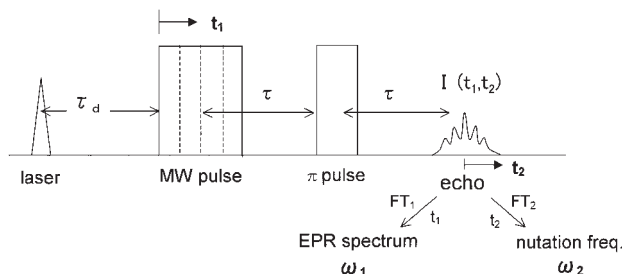 t₁
I (t₁,t₂)
τ d
τ
τ
t₂
laser
MW pulse
π pulse
echo
FT₁
t₁
t₂
FT₂
EPR spectrum
nutation freq.
ω₁
ω₂